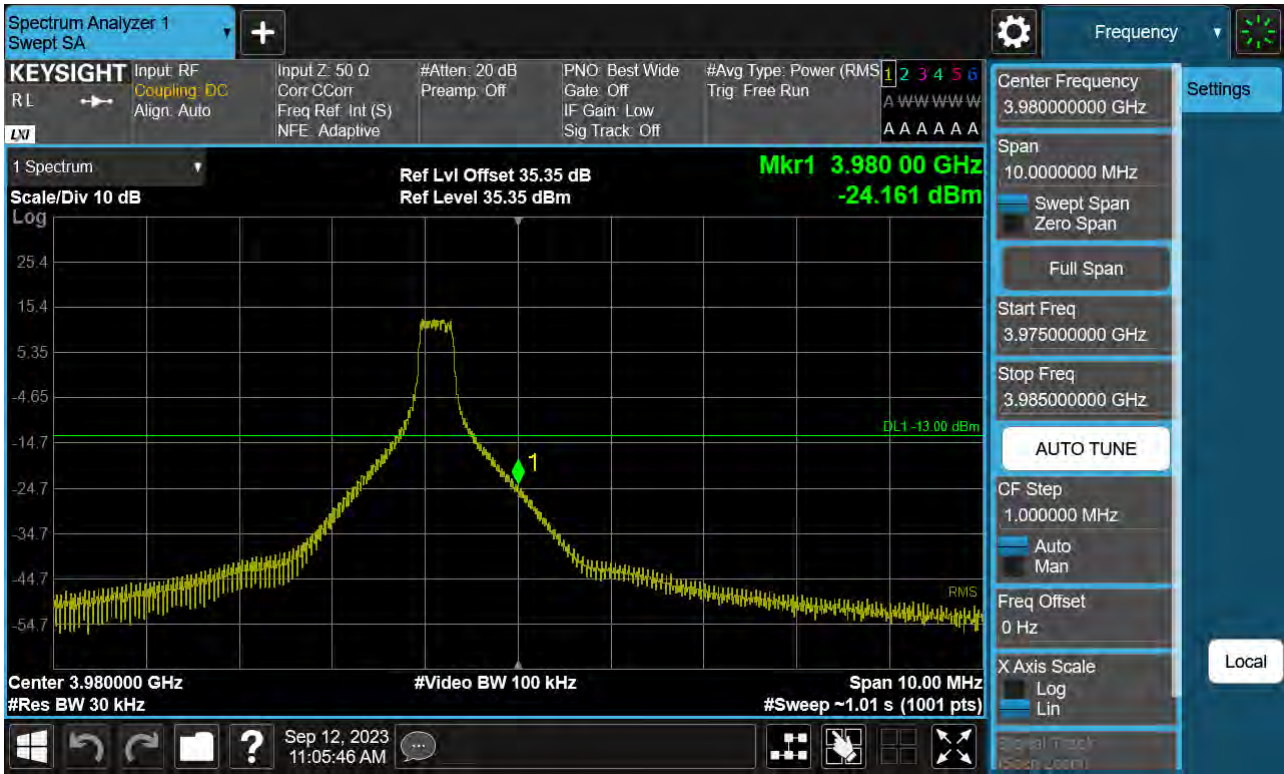 Spectrum Analyzer 1
Swept SA
+
Frequency
KEYSIGHT
RL
LXI
Input: RF
Coupling: DC
Align: Auto
Input Z: 50 Ω
Corr CCorr
Freq Ref: Int (S)
NFE: Adaptive
#Atten: 20 dB
Preamp: Off
PNO: Best Wide
Gate: Off
IF Gain: Low
Sig Track: Off
#Avg Type: Power (RMS
Trig: Free Run
1 2 3 4 5 6
A W W W W W
A A A A A A
1 Spectrum
Scale/Div 10 dB
Log
Ref Lvl Offset 35.35 dB
Ref Level 35.35 dBm
Mkr1 3.980 00 GHz
-24.161 dBm
25.4
15.4
5.35
-4.65
-14.7
-24.7
-34.7
-44.7
-54.7
DL1 -13.00 dBm
1
RMS
Center 3.980000 GHz
#Res BW 30 kHz
#Video BW 100 kHz
Span 10.00 MHz
#Sweep ~1.01 s (1001 pts)
Center Frequency
3.980000000 GHz
Span
10.0000000 MHz
Swept Span
Zero Span
Full Span
Start Freq
3.975000000 GHz
Stop Freq
3.985000000 GHz
AUTO TUNE
CF Step
1.000000 MHz
Auto
Man
Freq Offset
0 Hz
X Axis Scale
Log
Lin
Signal Track
(Span Zoom)
Settings
Local
?
Sep 12, 2023
11:05:46 AM